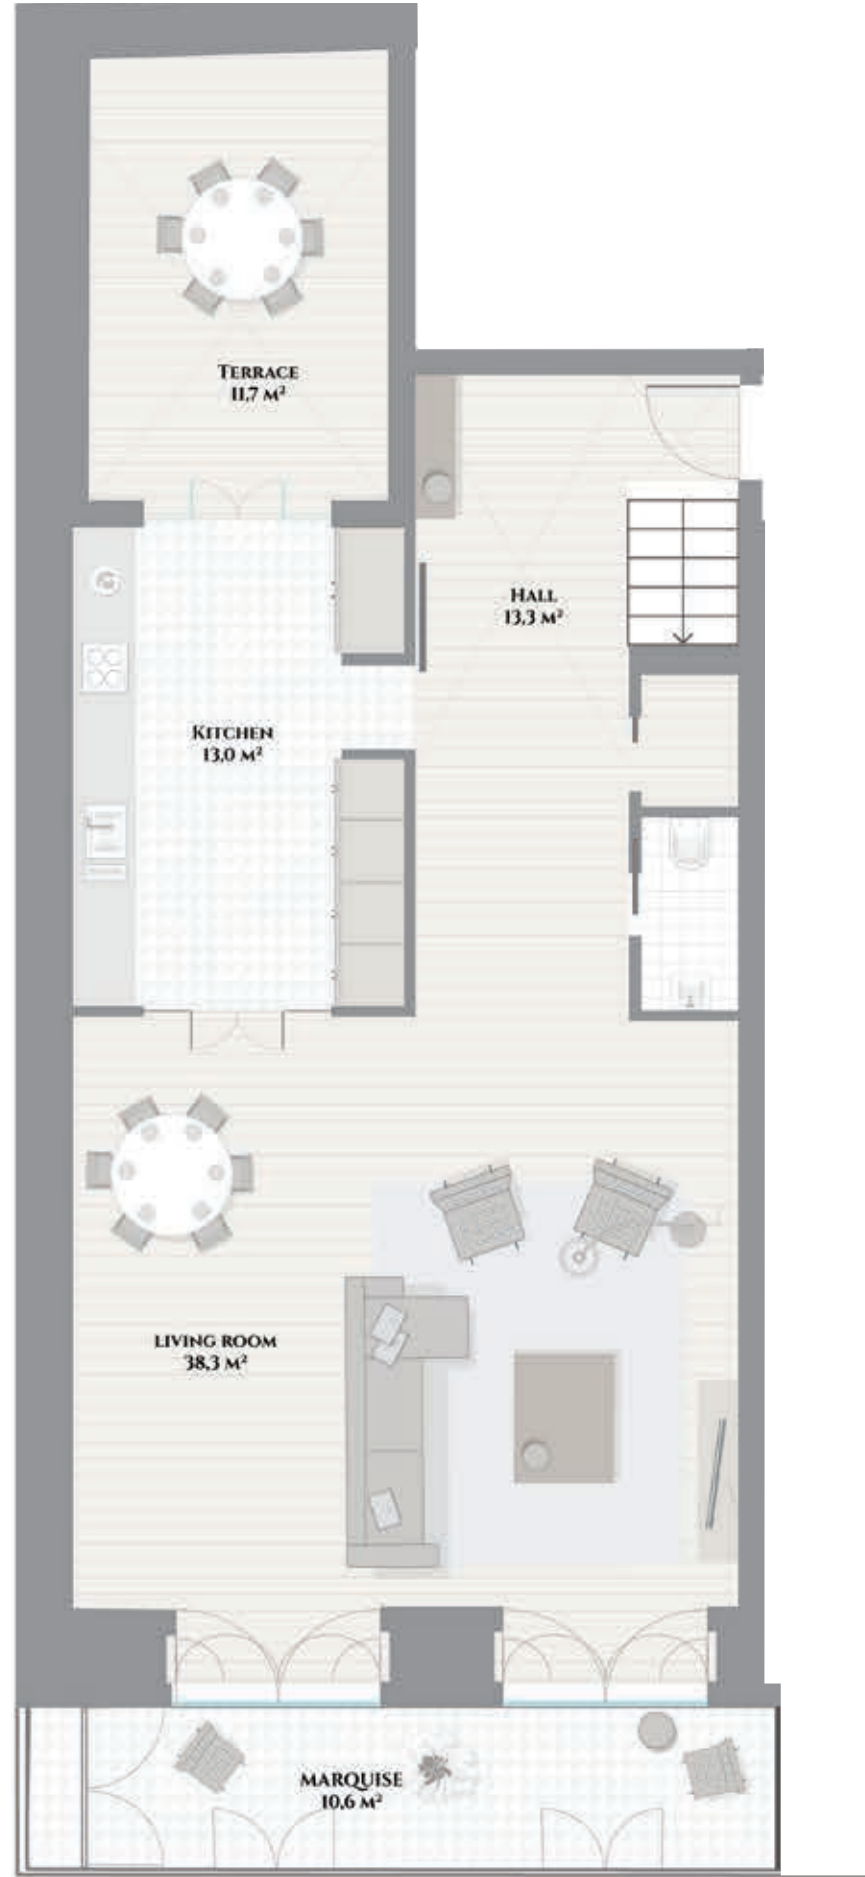 TERRACE
11,7 M²
HALL
13,3 M²
KITCHEN
13,0 M²
LIVING ROOM
38,3 M²
MARQUISE
10,6 M²